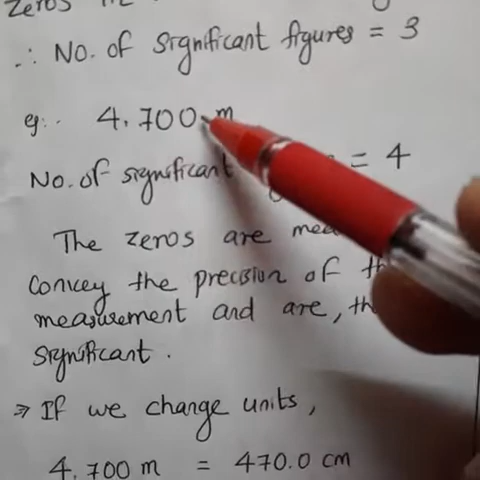 Zeros
∴ No. of significant figures = 3
eg:. 4.700 m
No. of significant = 4
The zeros are
convey the precision of
measurement and are,
significant.
⇒ If we change units,
4.700 m = 470.0 cm